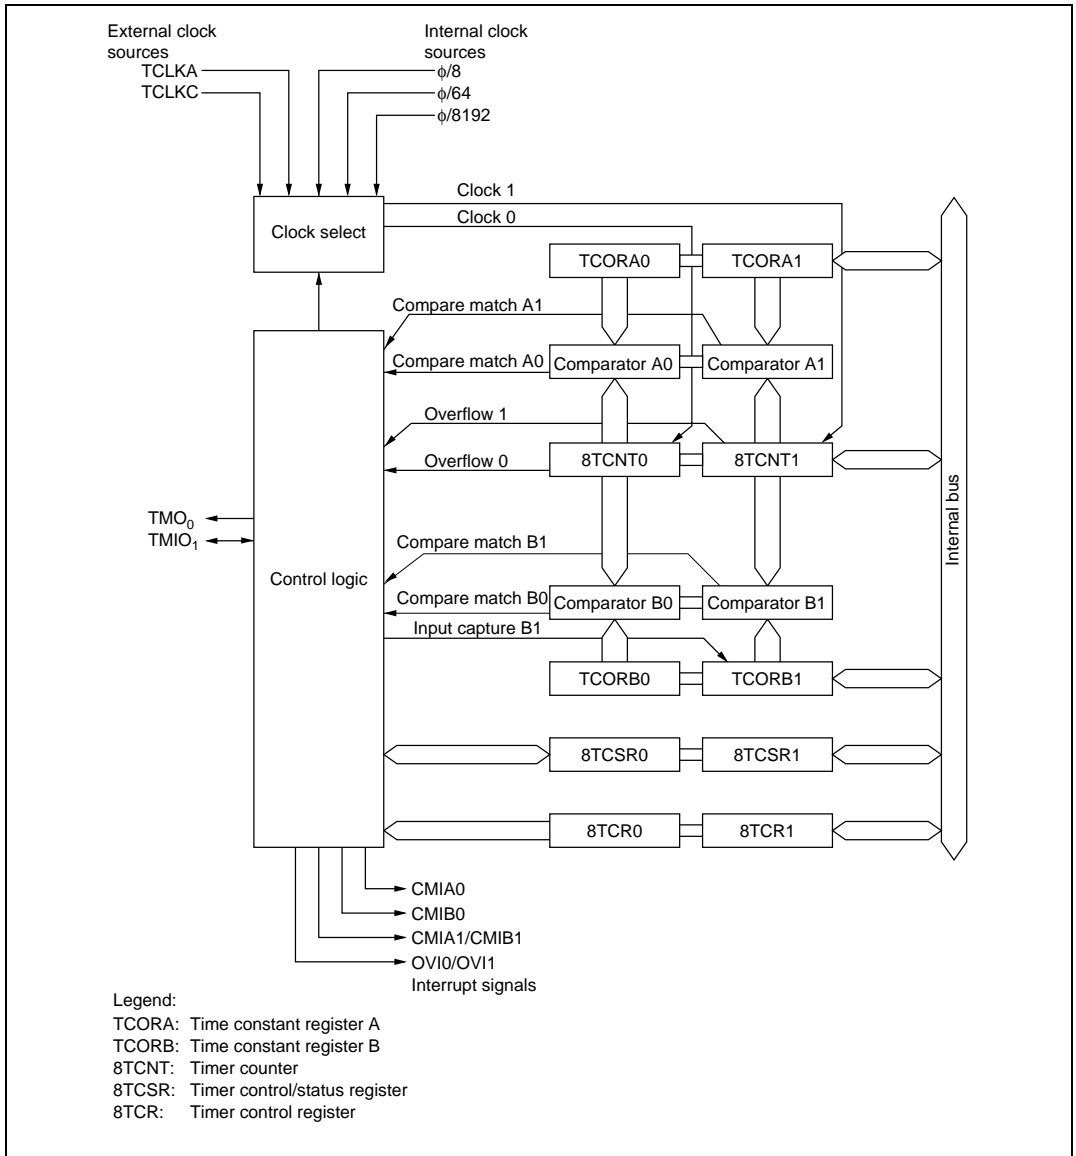 External clock
sources
TCLKA
TCLKC
Internal clock
sources
ϕ/8
ϕ/64
ϕ/8192
Clock 1
Clock 0
Clock select
TCORA0
TCORA1
Compare match A1
Compare match A0
Comparator A0
Comparator A1
Overflow 1
Overflow 0
8TCNT0
8TCNT1
TMO0
TMIO1
Control logic
Internal bus
Compare match B1
Compare match B0
Comparator B0
Comparator B1
Input capture B1
TCORB0
TCORB1
8TCSR0
8TCSR1
8TCR0
8TCR1
CMIA0
CMIB0
CMIA1/CMIB1
OVI0/OVI1
Interrupt signals
Legend:
TCORA: Time constant register A
TCORB: Time constant register B
8TCNT: Timer counter
8TCSR: Timer control/status register
8TCR: Timer control register